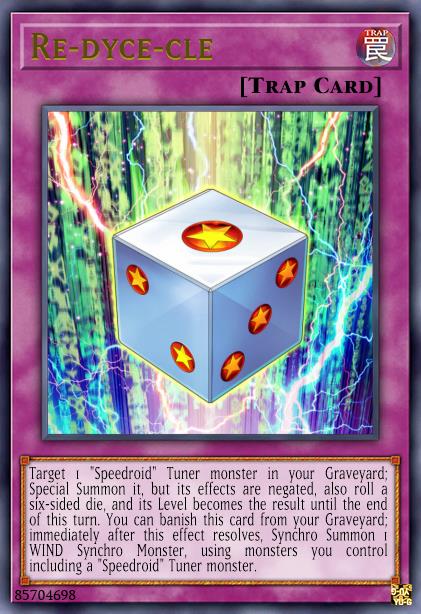 Re-dyce-cle
TRAP
罠
[Trap Card]
Target 1 "Speedroid" Tuner monster in your Graveyard;
Special Summon it, but its effects are negated, also roll a
six-sided die, and its Level becomes the result until the end
of this turn. You can banish this card from your Graveyard;
immediately after this effect resolves, Synchro Summon 1
WIND Synchro Monster, using monsters you control
including a "Speedroid" Tuner monster.
85704698